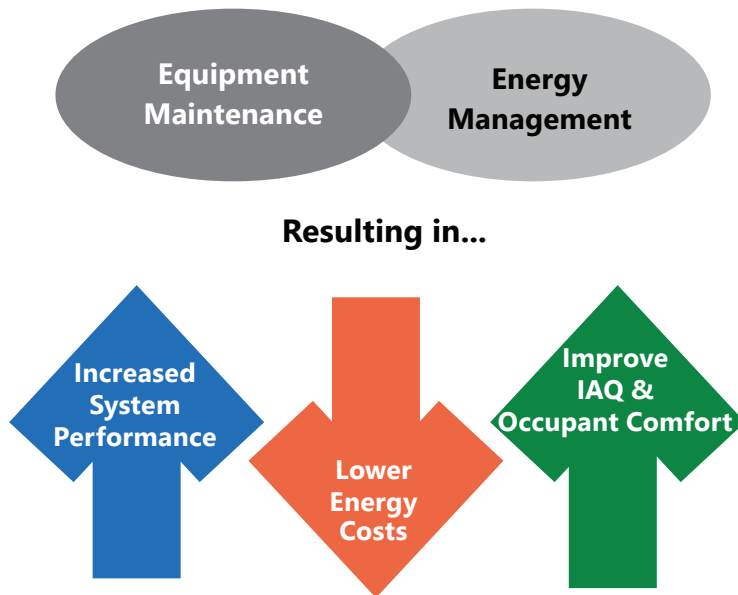 Equipment
Maintenance
Energy
Management
Resulting in...
Increased
System
Performance
Lower
Energy
Costs
Improve
IAQ &
Occupant Comfort